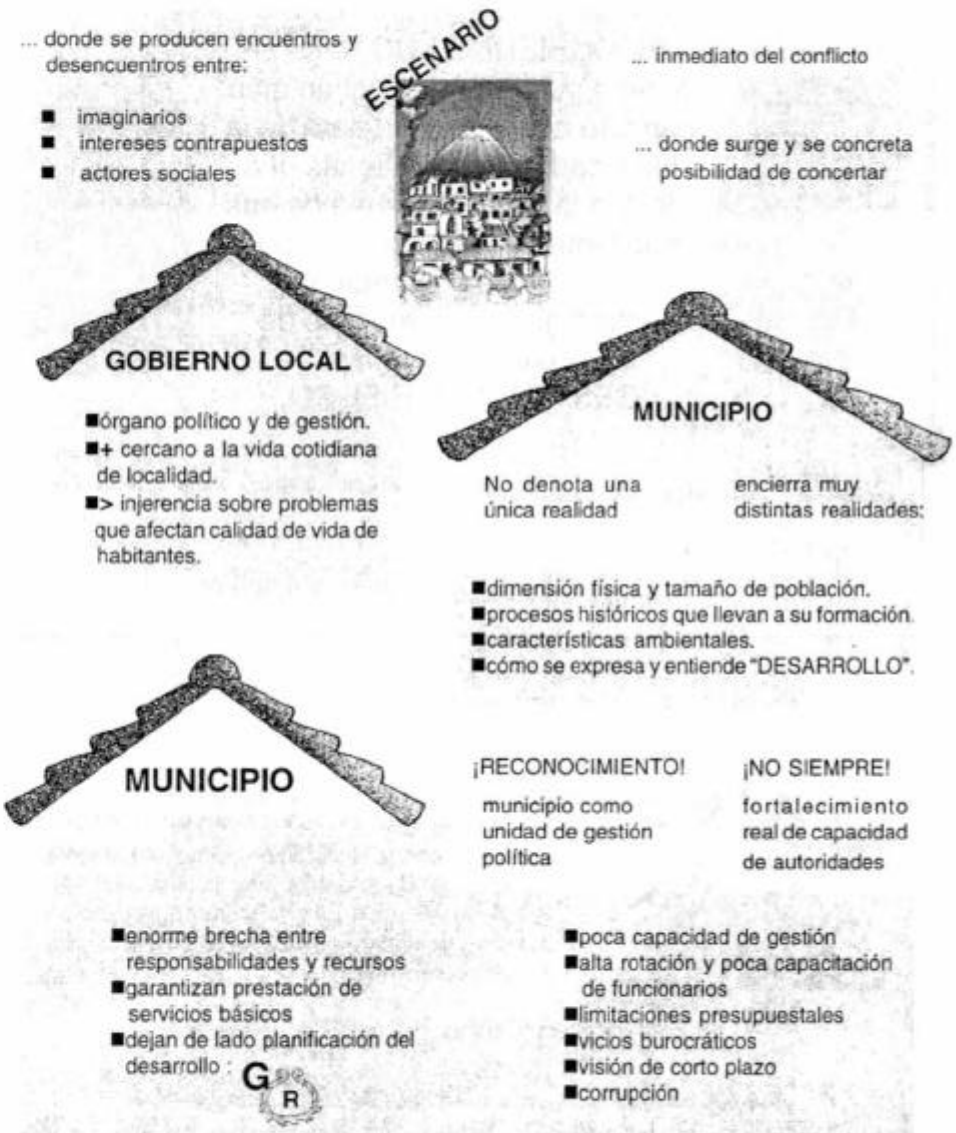 ESCENARIO
... donde se producen encuentros y
desencuentros entre:
■ imaginarios
■ intereses contrapuestos
■ actores sociales
... inmediato del conflicto
... donde surge y se concreta
posibilidad de concertar
GOBIERNO LOCAL
■órgano político y de gestión.
■+ cercano a la vida cotidiana
de localidad.
■> injerencia sobre problemas
que afectan calidad de vida de
habitantes.
MUNICIPIO
No denota una
única realidad
encierra muy
distintas realidades:
■dimensión física y tamaño de población.
■procesos históricos que llevan a su formación.
■características ambientales.
■cómo se expresa y entiende "DESARROLLO".
MUNICIPIO
¡RECONOCIMIENTO!
municipio como
unidad de gestión
política
¡NO SIEMPRE!
fortalecimiento
real de capacidad
de autoridades
■enorme brecha entre
responsabilidades y recursos
■garantizan prestación de
servicios básicos
■dejan de lado planificación del
desarrollo :
G
R
■poca capacidad de gestión
■alta rotación y poca capacitación
de funcionarios
■limitaciones presupuestales
■vicios burocráticos
■visión de corto plazo
■corrupción